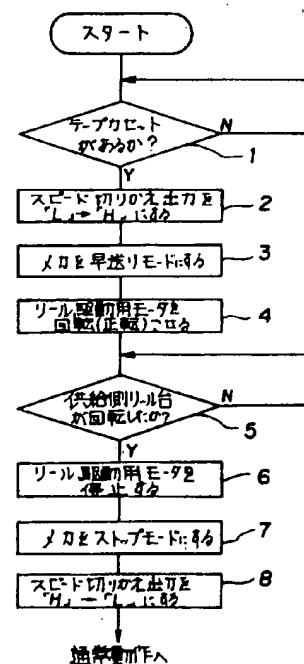 スタート
テープカセット
があるか?
N
1
Y
スピード切りかえ出力を
「L」→「H」にする
2
メカを早送りモードにする
3
リール駆動用モータを
回転(正転)させる
4
供給側リール台
が回転したか?
N
5
Y
リール駆動用モータを
停止する
6
メカをストップモードにする
7
スピード切りかえ出力を
「H」→「L」にする
8
通常動作へ